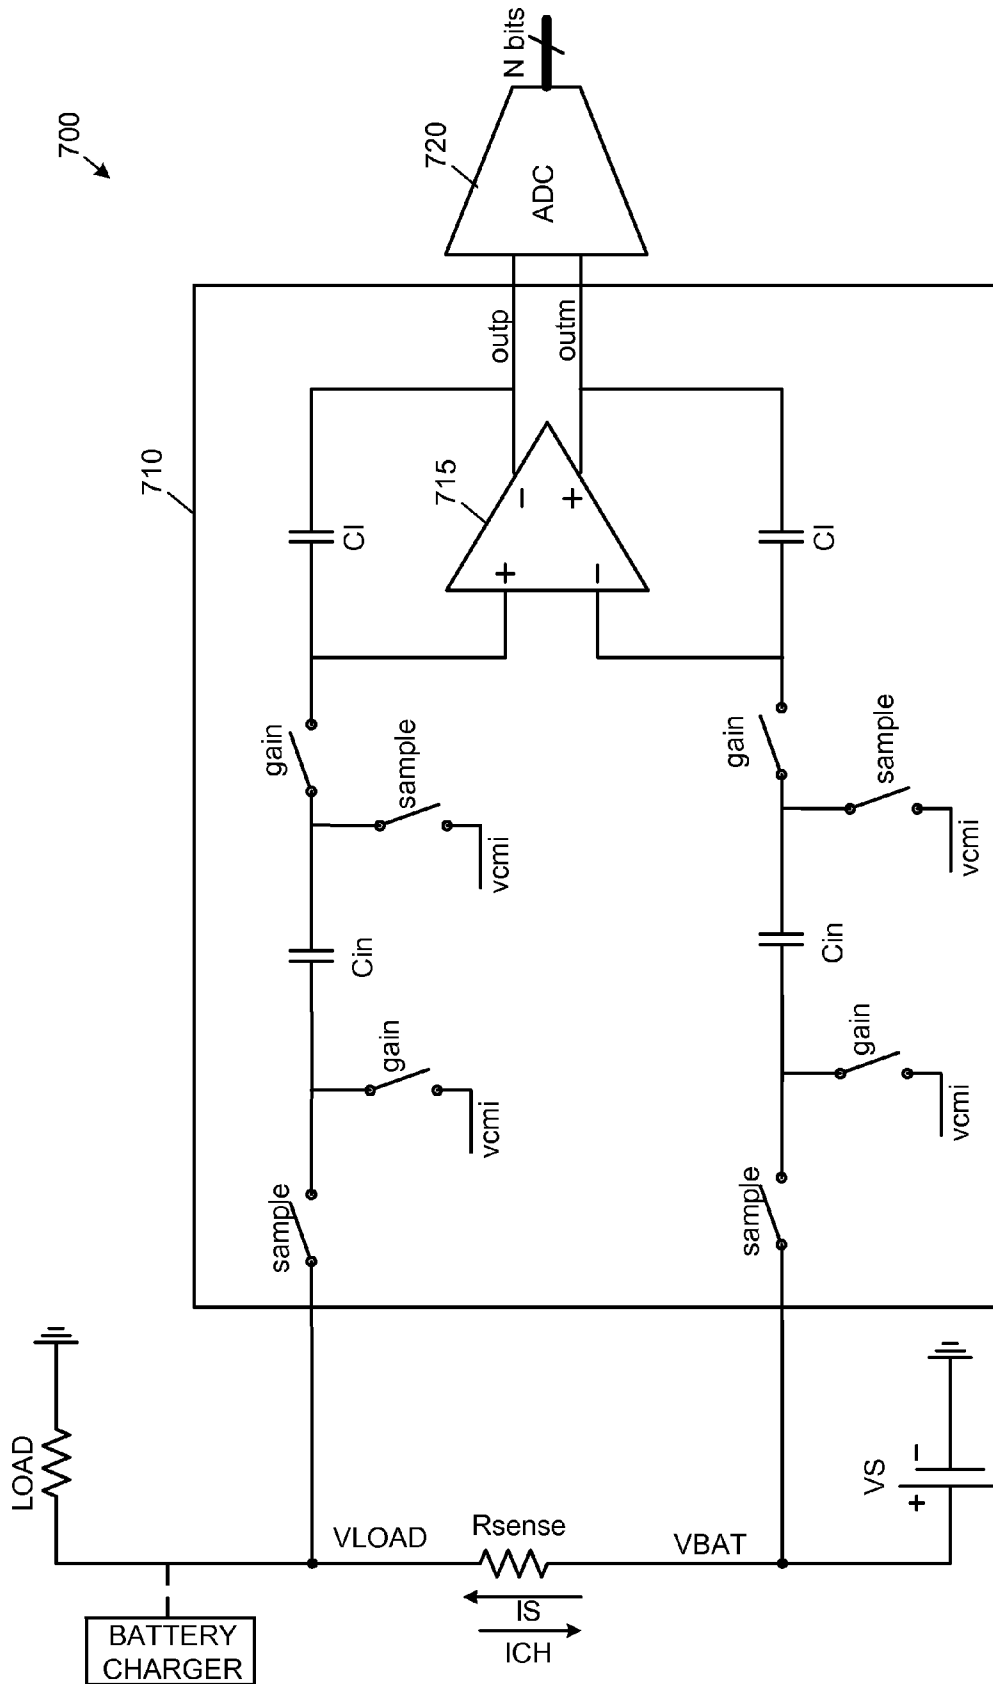 700
N bits
720
ADC
outp
outm
710
715
CI
CI
+
−
−
+
gain
sample
vcmi
gain
sample
vcmi
Cin
Cin
gain
vcmi
gain
vcmi
sample
sample
LOAD
VS
+
−
VLOAD
Rsense
VBAT
IS
ICH
BATTERY
CHARGER